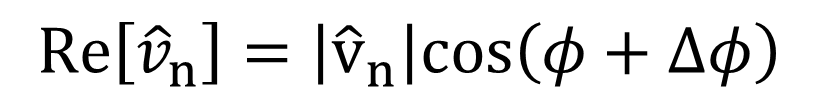 Re[v̂ₙ] = |v̂ₙ|cos(ϕ + Δϕ)